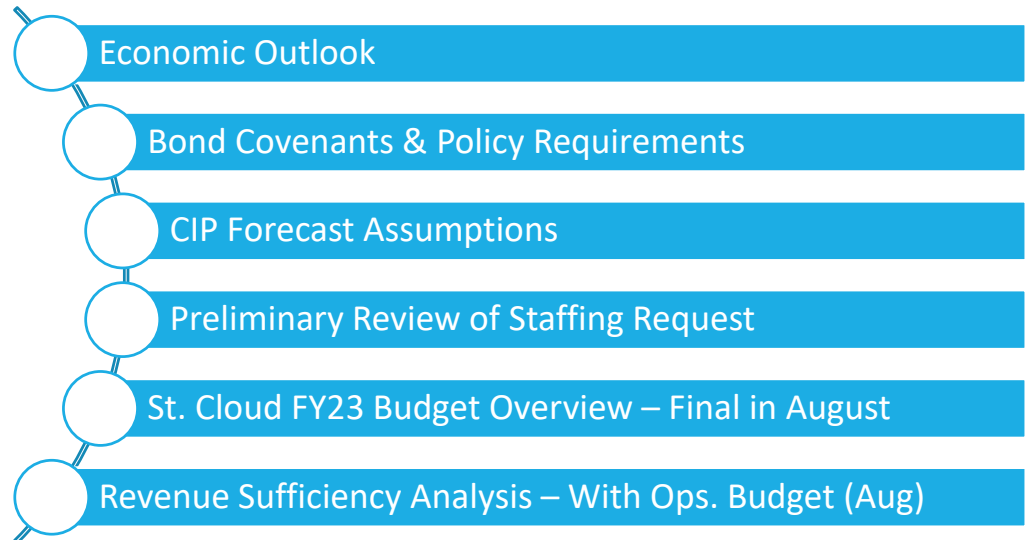 Economic Outlook
Bond Covenants & Policy Requirements
CIP Forecast Assumptions
Preliminary Review of Staffing Request
St. Cloud FY23 Budget Overview – Final in August
Revenue Sufficiency Analysis – With Ops. Budget (Aug)